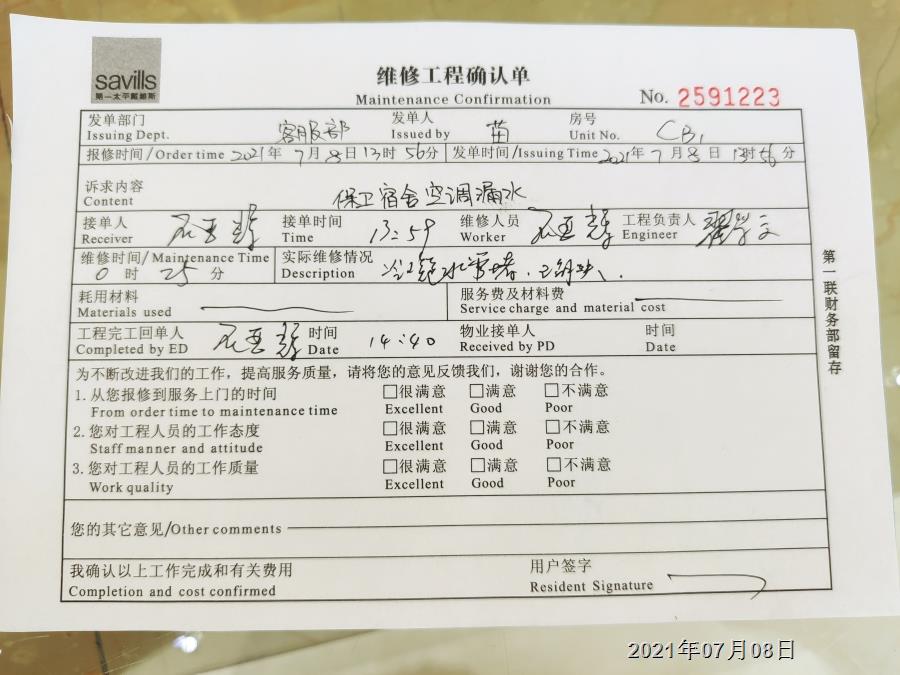 savills
第一太平戴维斯
维修工程确认单
Maintenance Confirmation
No. 2591223
发单部门 客服部 发单人 苗 房号 CB1
Issuing Dept. Issued by Unit No.
报修时间/Order time 2021年7月8日13时56分 发单时间/Issuing Time 2021年7月8日13时56分
诉求内容 保卫宿舍空调漏水
Content
接单人 接单时间 13:59 维修人员 工程负责人
Receiver Time Worker Engineer
维修时间/Maintenance Time 实际维修情况
0时25分 Description
耗用材料 服务费及材料费
Materials used Service charge and material cost
工程完工回单人 时间 14:40 物业接单人 时间
Completed by ED Date Received by PD Date
为不断改进我们的工作，提高服务质量，请将您的意见反馈我们，谢谢您的合作。
1.从您报修到服务上门的时间 □很满意 □满意 □不满意
From order time to maintenance time Excellent Good Poor
2.您对工程人员的工作态度 □很满意 □满意 □不满意
Staff manner and attitude Excellent Good Poor
3.您对工程人员的工作质量 □很满意 □满意 □不满意
Work quality Excellent Good Poor
您的其它意见/Other comments
我确认以上工作完成和有关费用 用户签字
Completion and cost confirmed Resident Signature
第一联财务部留存
2021年07月08日